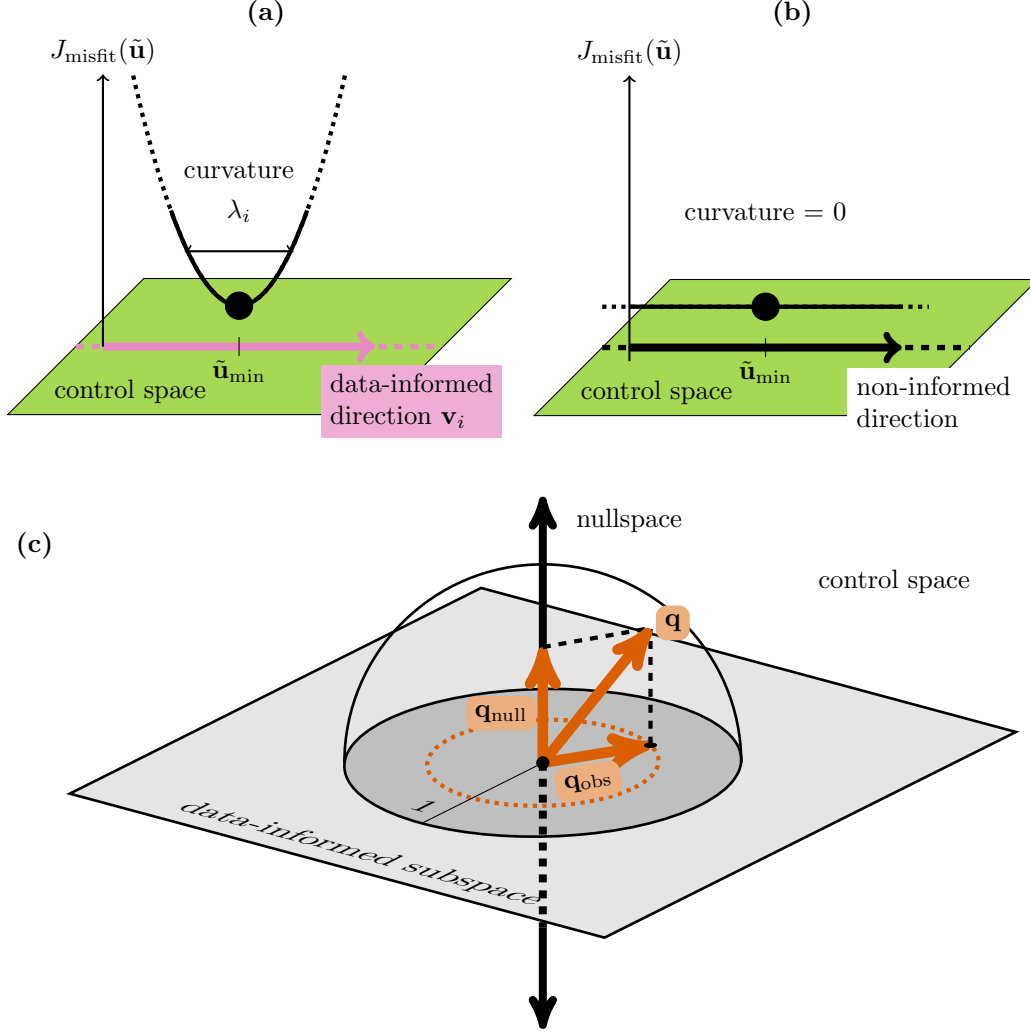 (a)
J_misfit(ũ)
curvature
λ_i
ũ_min
control space
data-informed
direction v_i
(b)
J_misfit(ũ)
curvature = 0
ũ_min
control space
non-informed
direction
(c)
nullspace
control space
q
q_null
q_obs
1
data-informed subspace